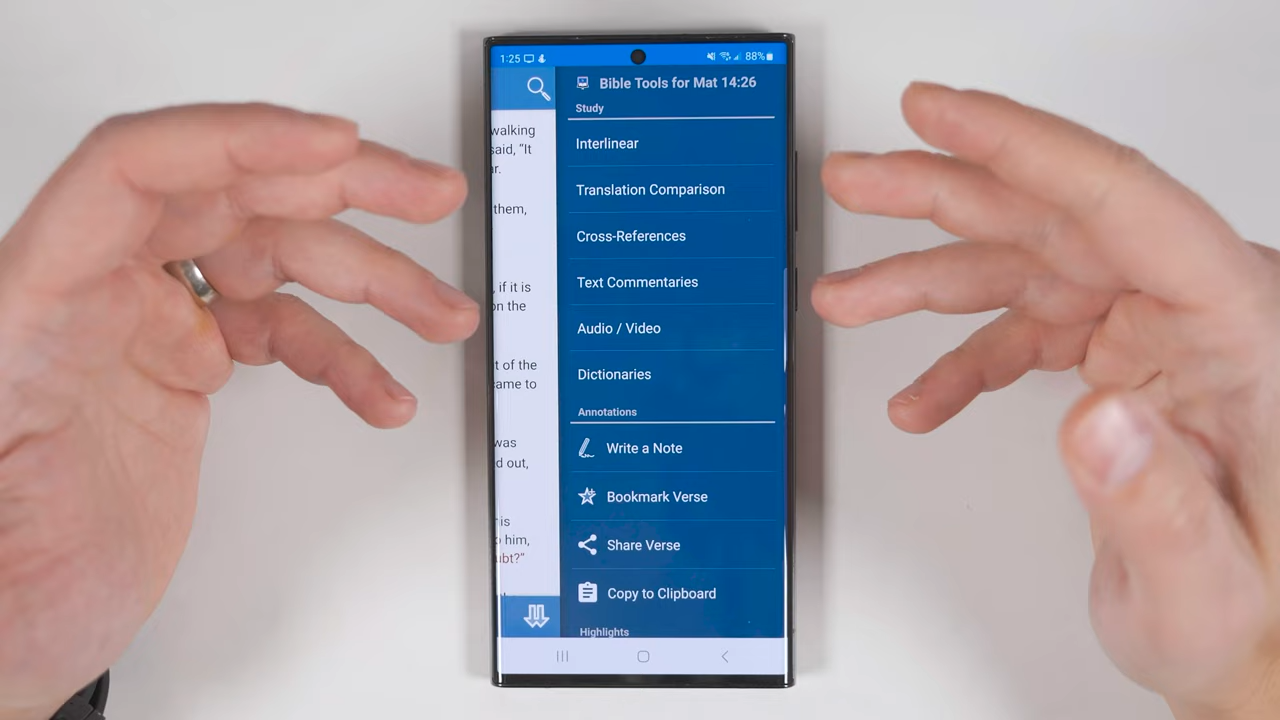 1:25
88%
Bible Tools for Mat 14:26
Study
walking
said, "It
Interlinear
Translation Comparison
them,
Cross-References
, if it is
on the
Text Commentaries
Audio / Video
t of the
came to
Dictionaries
Annotations
was
d out,
Write a Note
Bookmark Verse
is
him,
ubt?"
Share Verse
Copy to Clipboard
Highlights